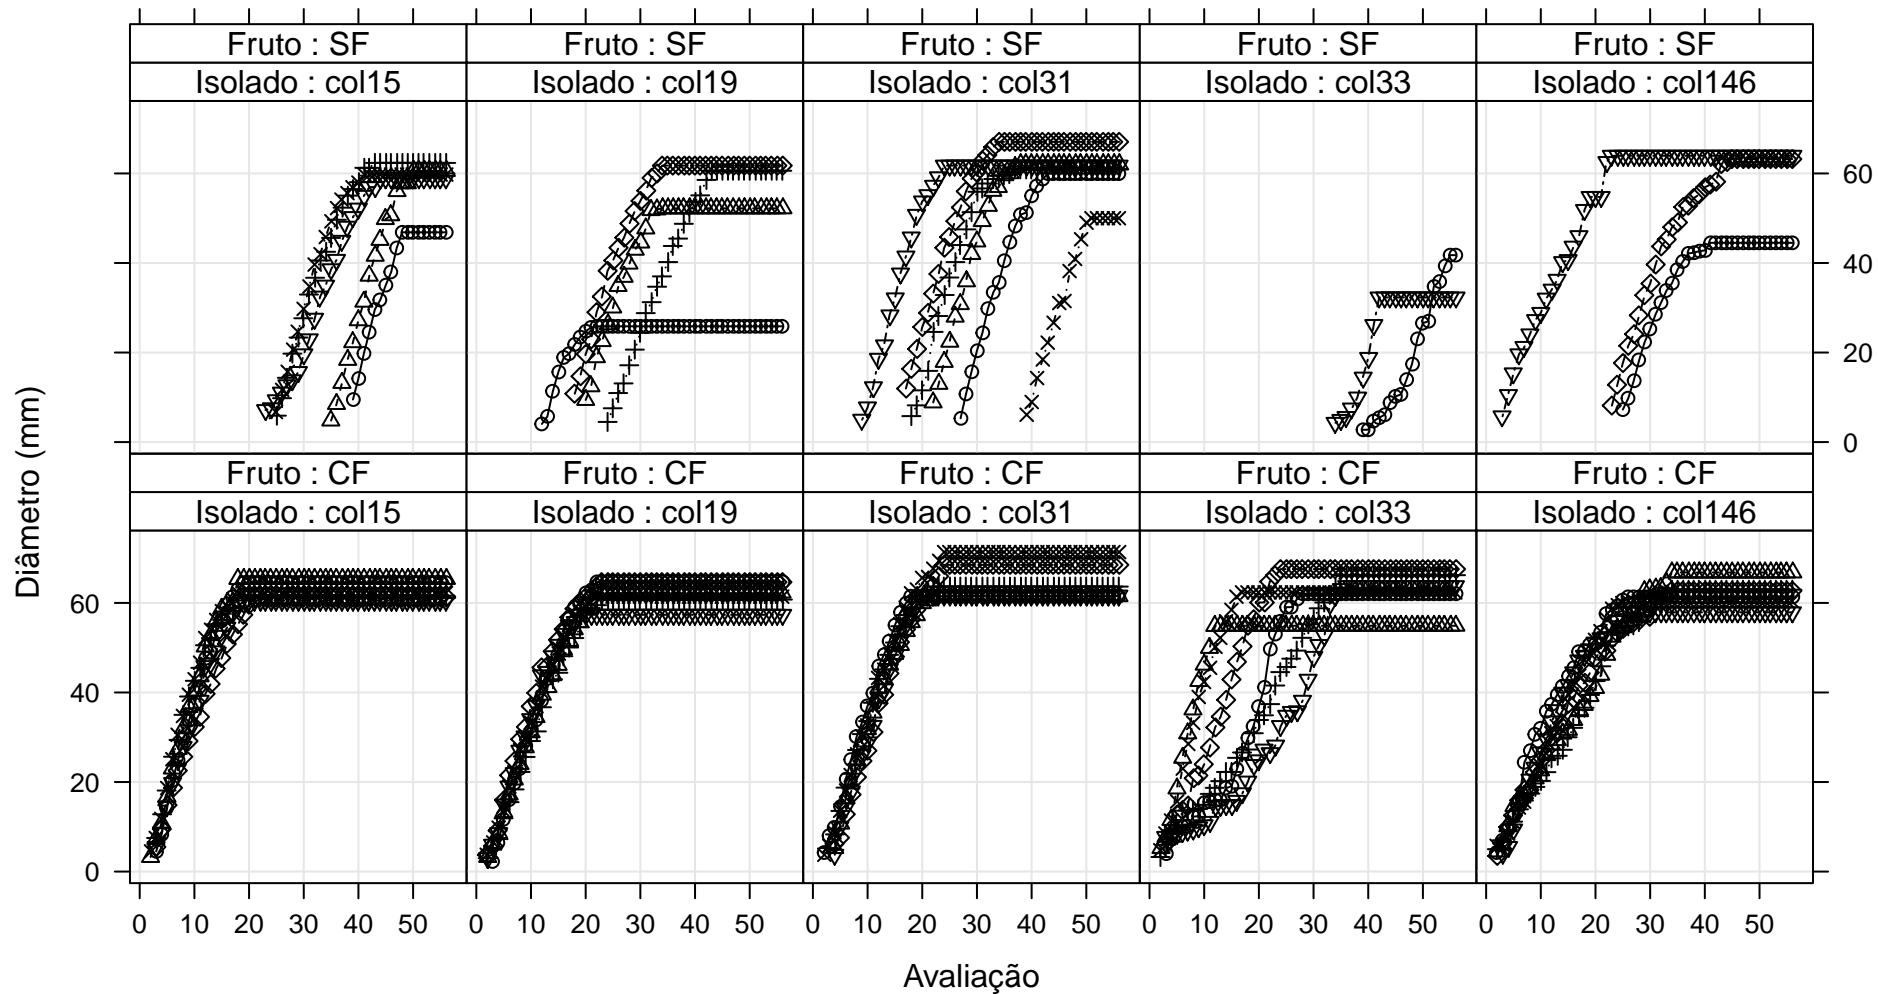 Fruto : SF Fruto : SF Fruto : SF Fruto : SF Fruto : SF
Isolado : col15 Isolado : col19 Isolado : col31 Isolado : col33 Isolado : col146
60
40
20
0
Diâmetro (mm)
Fruto : CF Fruto : CF Fruto : CF Fruto : CF Fruto : CF
Isolado : col15 Isolado : col19 Isolado : col31 Isolado : col33 Isolado : col146
60
40
20
0
0 10 20 30 40 50 0 10 20 30 40 50 0 10 20 30 40 50 0 10 20 30 40 50 0 10 20 30 40 50
Avaliação